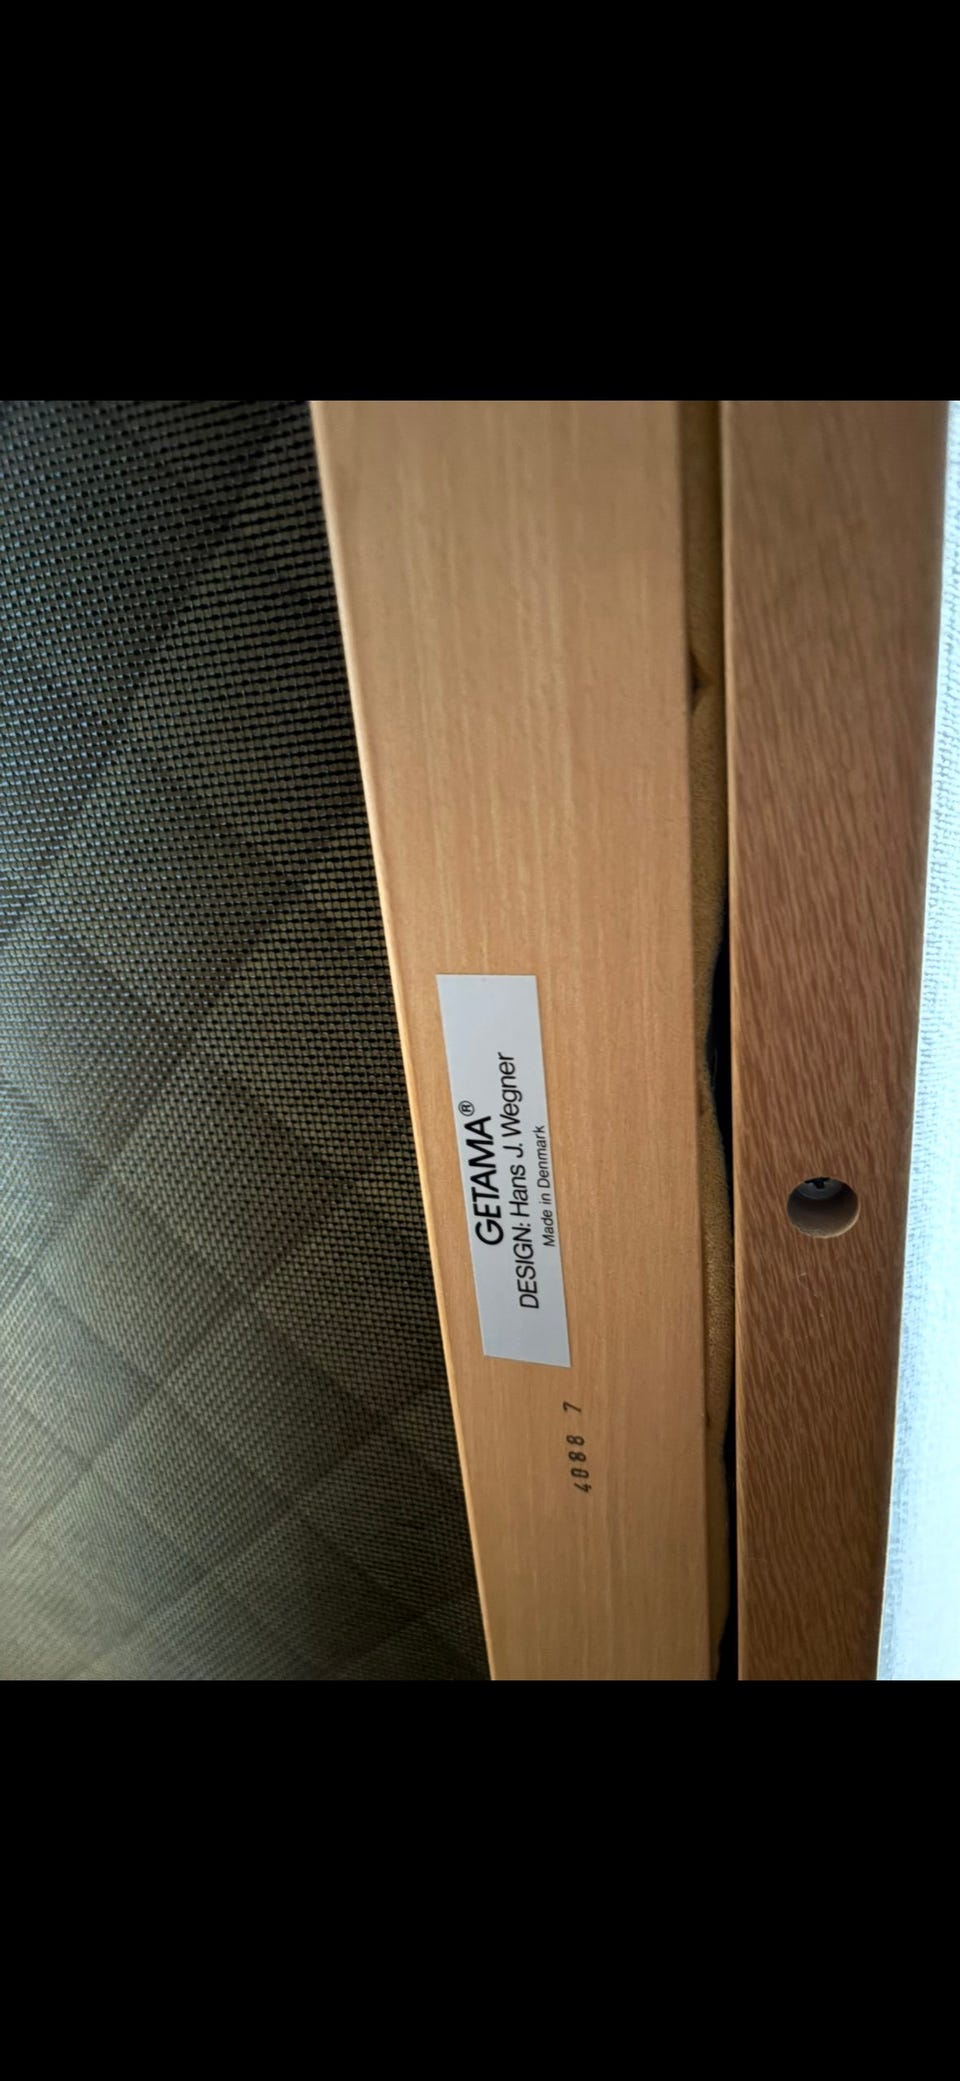 GETAMA®
DESIGN: Hans J. Wegner
Made in Denmark
4088 7